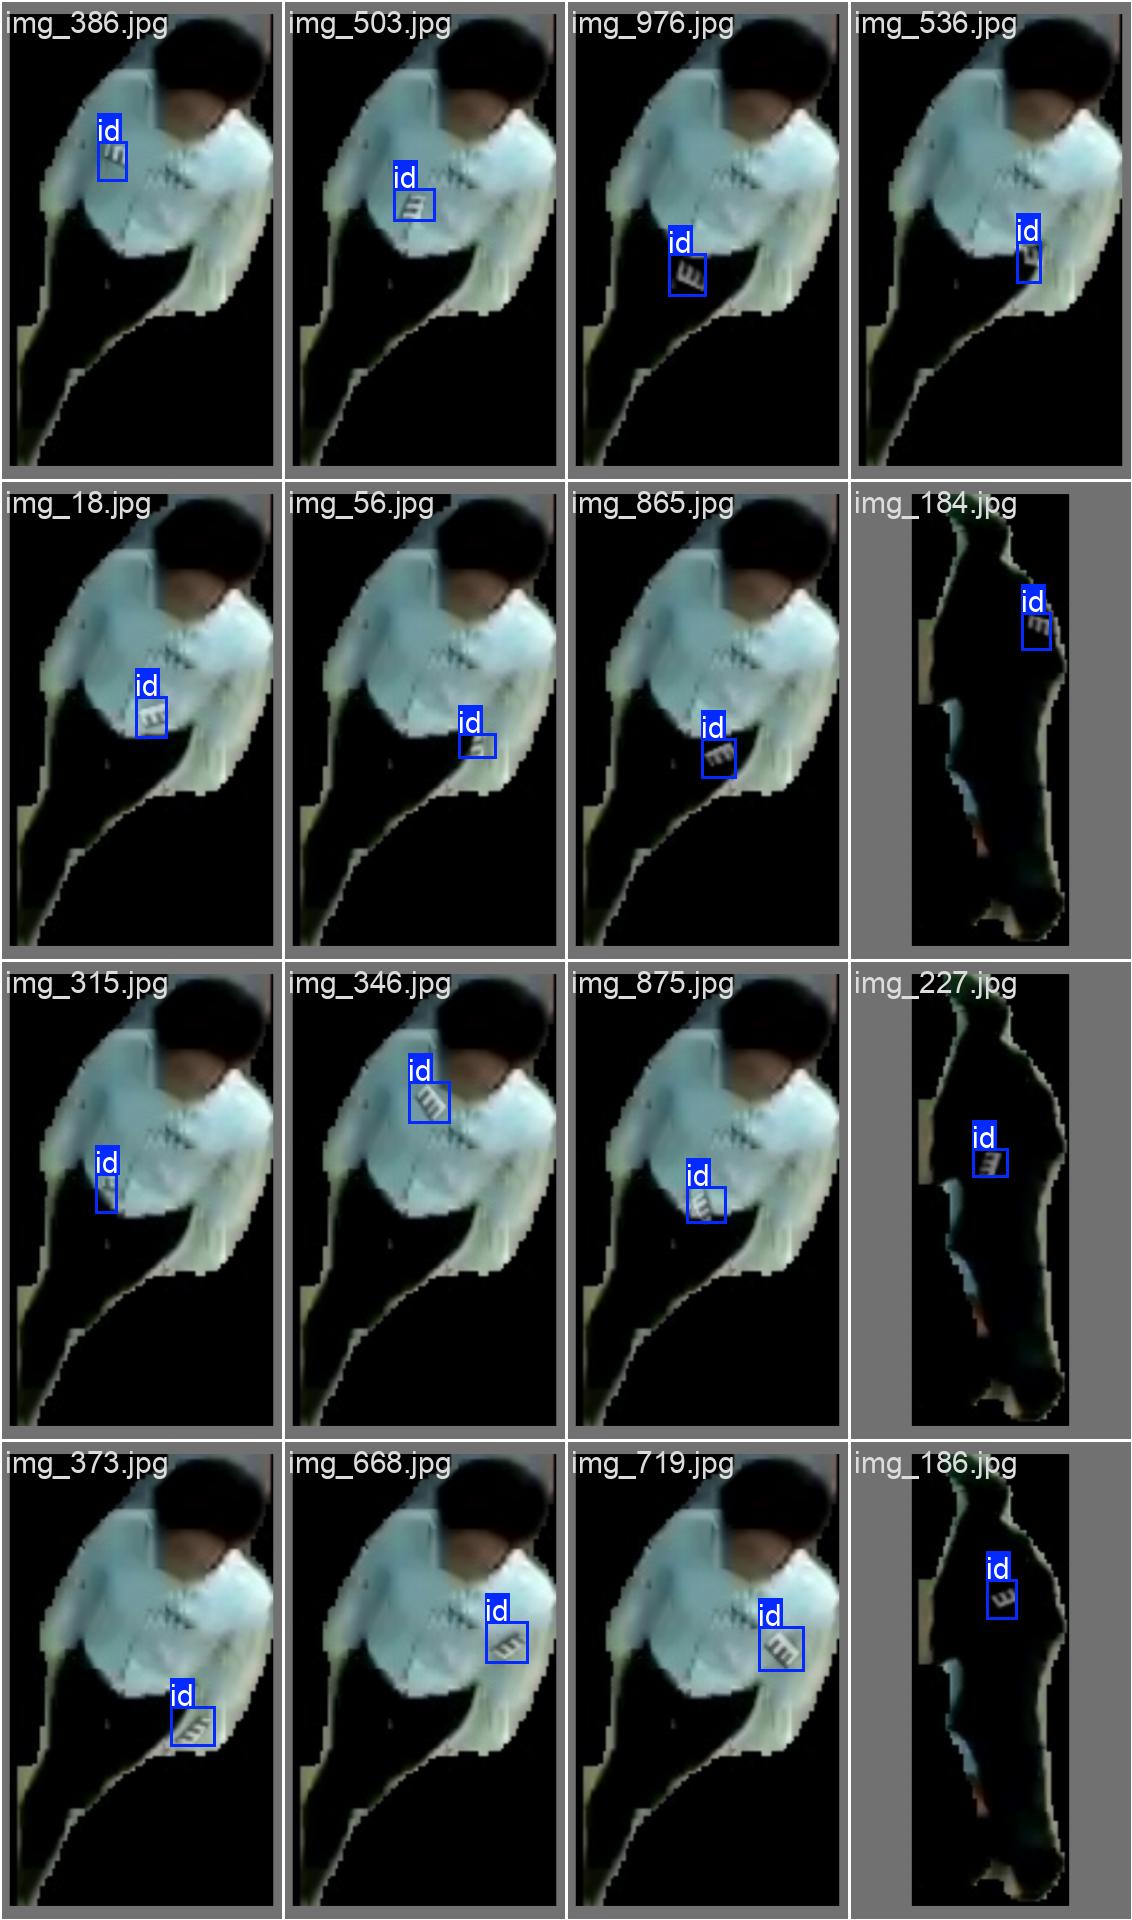 img_386.jpg img_503.jpg img_976.jpg img_536.jpg
id id id id
img_18.jpg img_56.jpg img_865.jpg img_184.jpg
id id id id
img_315.jpg img_346.jpg img_875.jpg img_227.jpg
id id id id
img_373.jpg img_668.jpg img_719.jpg img_186.jpg
id id id id